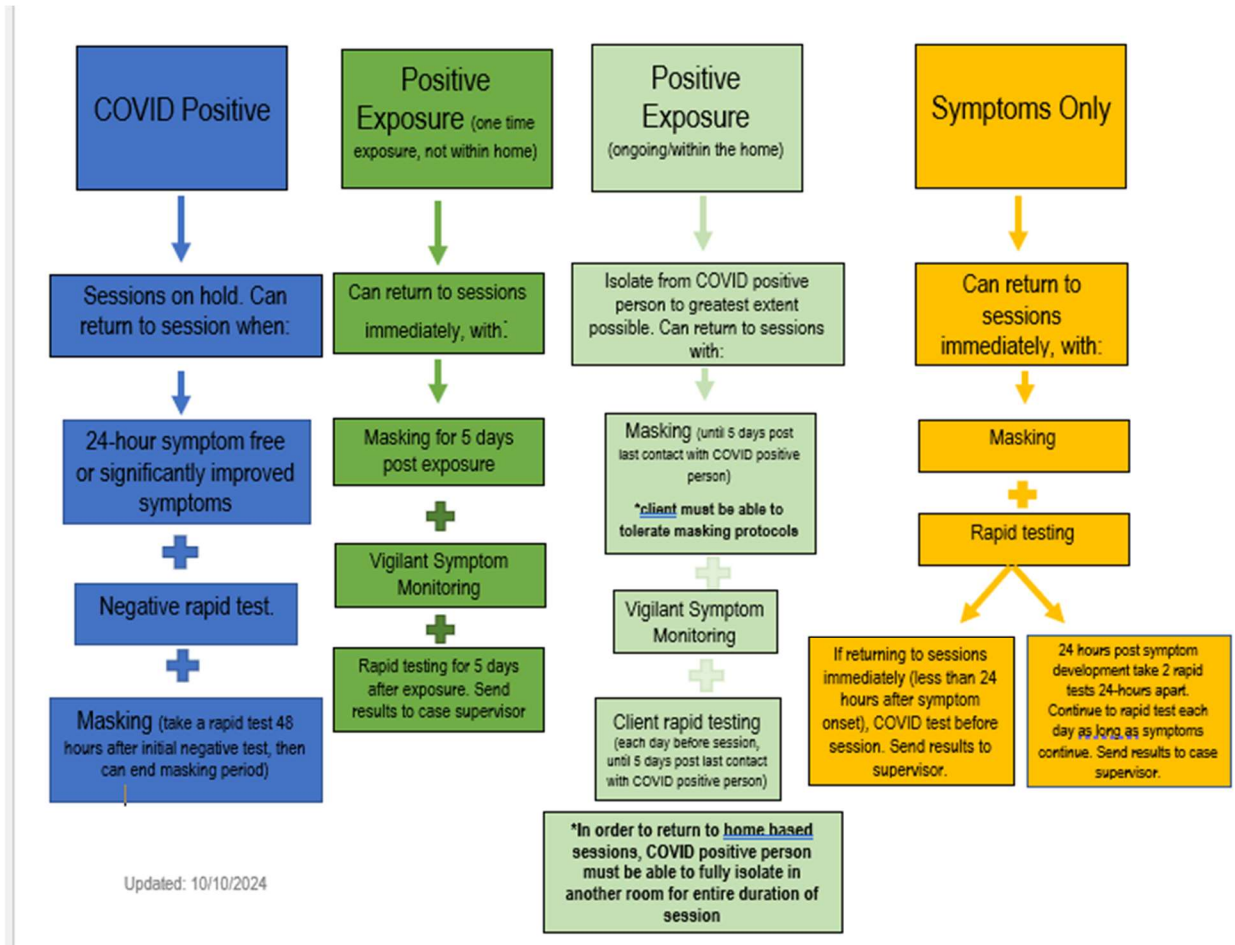 COVID Positive
Sessions on hold. Can
return to session when:
24-hour symptom free
or significantly improved
symptoms
Negative rapid test.
Masking (take a rapid test 48
hours after initial negative test, then
can end masking period)
Updated: 10/10/2024
Positive
Exposure (one time
exposure, not within home)
Can return to sessions
immediately, with:
Masking for 5 days
post exposure
Vigilant Symptom
Monitoring
Rapid testing for 5 days
after exposure. Send
results to case supervisor
Positive
Exposure
(ongoing/within the home)
Isolate from COVID positive
person to greatest extent
possible. Can return to sessions
with:
Masking (until 5 days post
last contact with COVID positive
person)
*client must be able to
tolerate masking protocols
Vigilant Symptom
Monitoring
Client rapid testing
(each day before session,
until 5 days post last contact
with COVID positive person)
*In order to return to home based
sessions, COVID positive person
must be able to fully isolate in
another room for entire duration of
session
Symptoms Only
Can return to
sessions
immediately, with:
Masking
Rapid testing
If returning to sessions
immediately (less than 24
hours after symptom
onset), COVID test before
session. Send results to
supervisor.
24 hours post symptom
development take 2 rapid
tests 24-hours apart.
Continue to rapid test each
day as long as symptoms
continue. Send results to case
supervisor.